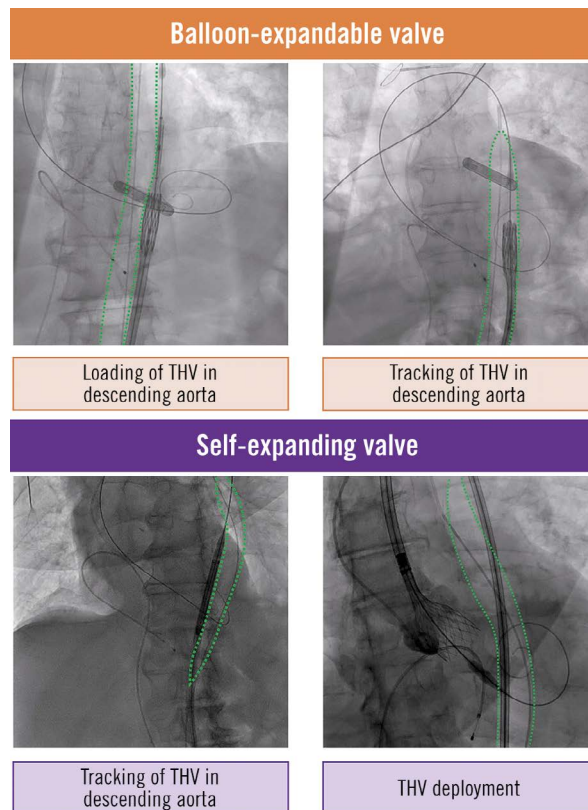 Balloon-expandable valve
Loading of THV in
descending aorta
Tracking of THV in
descending aorta
Self-expanding valve
Tracking of THV in
descending aorta
THV deployment